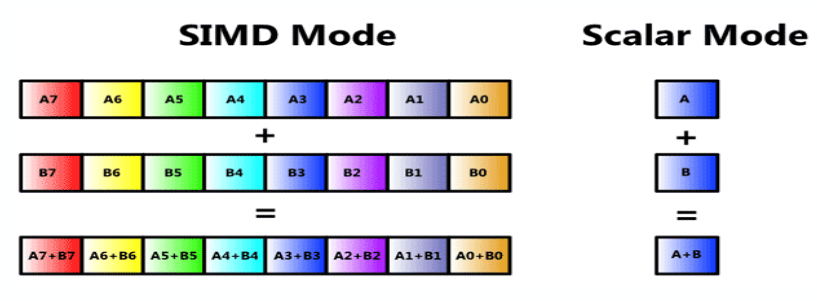 SIMD Mode Scalar Mode
A7 A6 A5 A4 A3 A2 A1 A0 A
+ +
B7 B6 B5 B4 B3 B2 B1 B0 B
= =
A7+B7 A6+B6 A5+B5 A4+B4 A3+B3 A2+B2 A1+B1 A0+B0 A+B